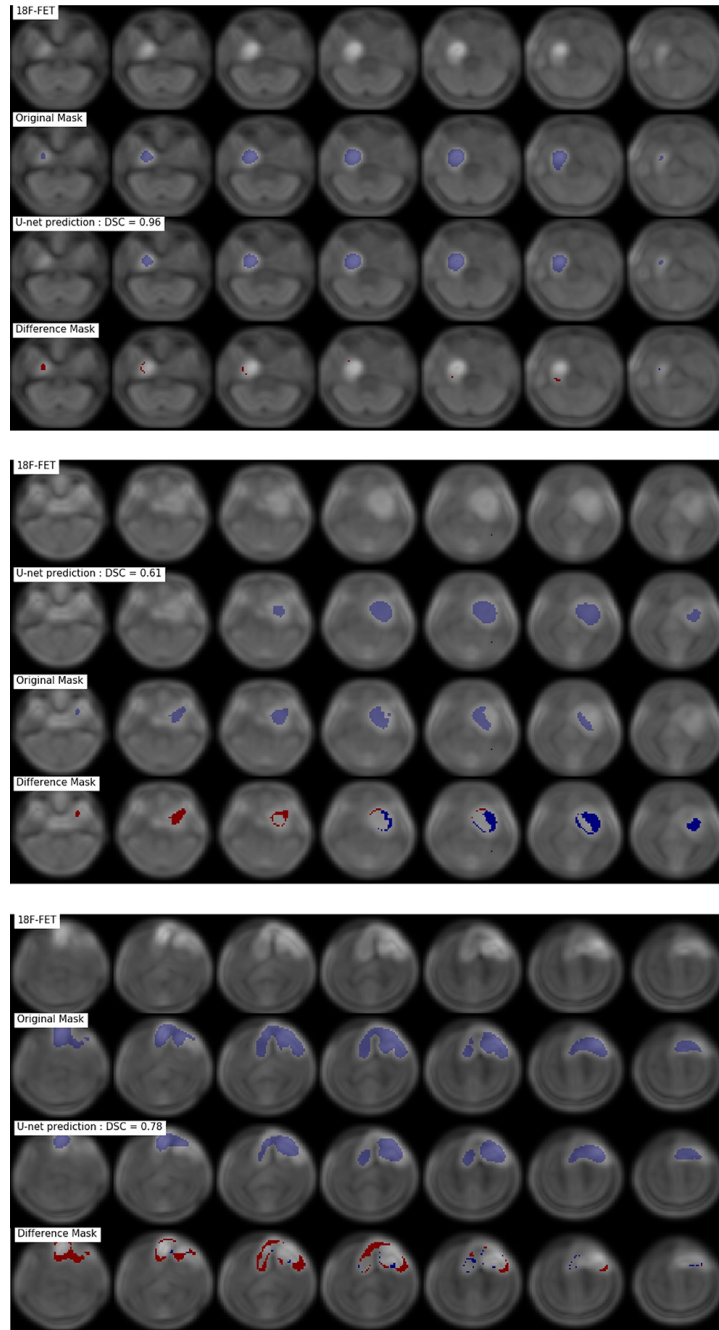 18F-FET
Original Mask
U-net prediction : DSC = 0.96
Difference Mask
18F-FET
U-net prediction : DSC = 0.61
Original Mask
Difference Mask
18F-FET
Original Mask
U-net prediction : DSC = 0.78
Difference Mask